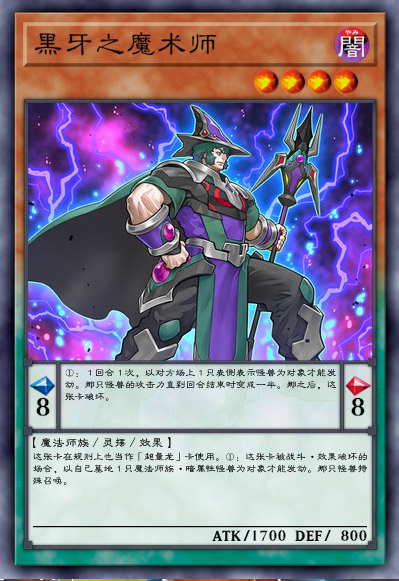 黑牙之魔术师
やみ
闇
①：1回合1次，以对方场上1只表侧表示怪兽为对象才能发
动。那只怪兽的攻击力直到回合结束时变成一半。那之后，这
张卡破坏。
8
8
【魔法师族／灵摆／效果】
这张卡在规则上也当作「超量龙」卡使用。①：这张卡被战斗·效果破坏的
场合，以自己墓地1只魔法师族·暗属性怪兽为对象才能发动。那只怪兽特
殊召唤。
ATK/1700 DEF/ 800